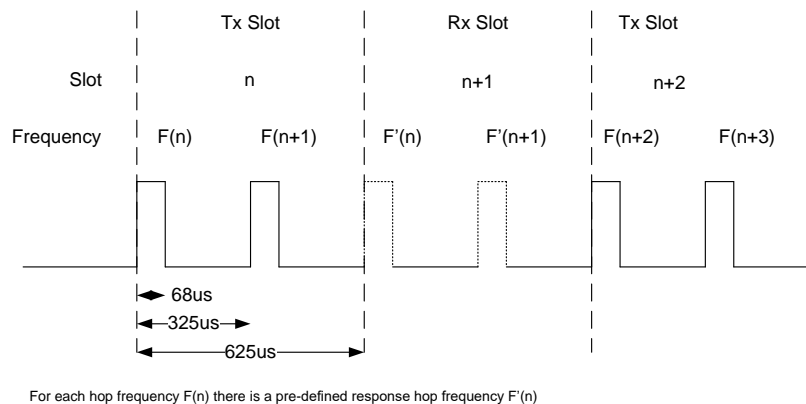 Tx Slot Rx Slot Tx Slot
Slot n n+1 n+2
Frequency F(n) F(n+1) F'(n) F'(n+1) F(n+2) F(n+3)
68us
325us
625us
For each hop frequency F(n) there is a pre-defined response hop frequency F'(n)